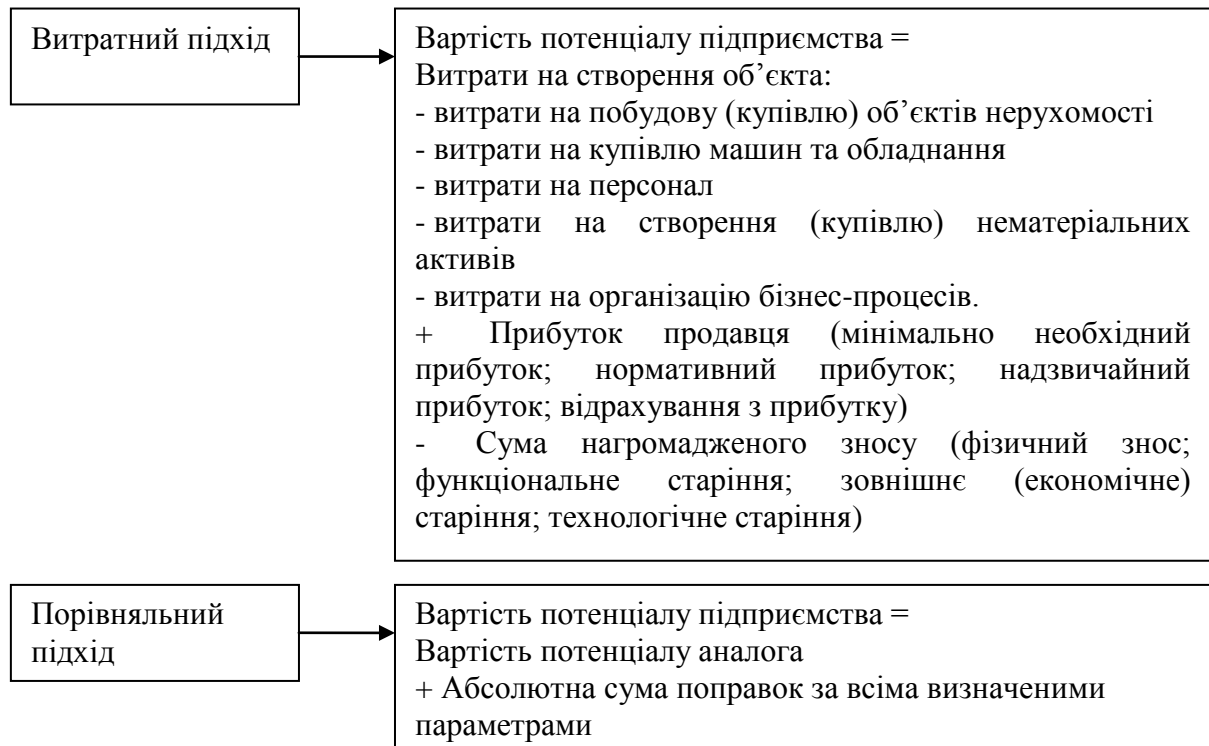 Витратний підхід
Вартість потенціалу підприємства =
Витрати на створення об’єкта:
- витрати на побудову (купівлю) об’єктів нерухомості
- витрати на купівлю машин та обладнання
- витрати на персонал
- витрати на створення (купівлю) нематеріальних
активів
- витрати на організацію бізнес-процесів.
+ Прибуток продавця (мінімально необхідний
прибуток; нормативний прибуток; надзвичайний
прибуток; відрахування з прибутку)
- Сума нагромадженого зносу (фізичний знос;
функціональне старіння; зовнішнє (економічне)
старіння; технологічне старіння)
Порівняльний
підхід
Вартість потенціалу підприємства =
Вартість потенціалу аналога
+ Абсолютна сума поправок за всіма визначеними
параметрами